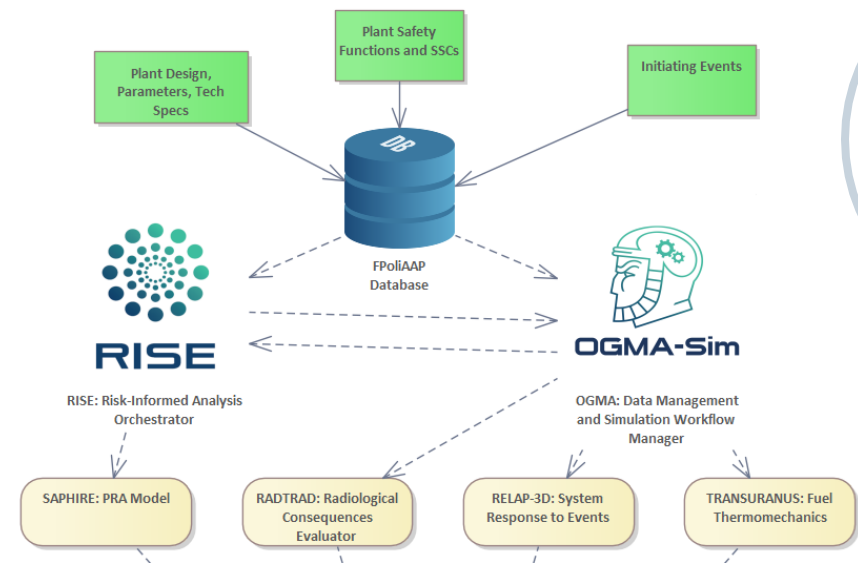 Plant Safety
Functions and SSCs
Plant Design,
Parameters, Tech
Specs
Initiating Events
DB
FPoliAAP
Database
RISE
OGMA-Sim
RISE: Risk-Informed Analysis
Orchestrator
OGMA: Data Management
and Simulation Workflow
Manager
SAPHIRE: PRA Model
RADTRAD: Radiological
Consequences
Evaluator
RELAP-3D: System
Response to Events
TRANSURANUS: Fuel
Thermomechanics